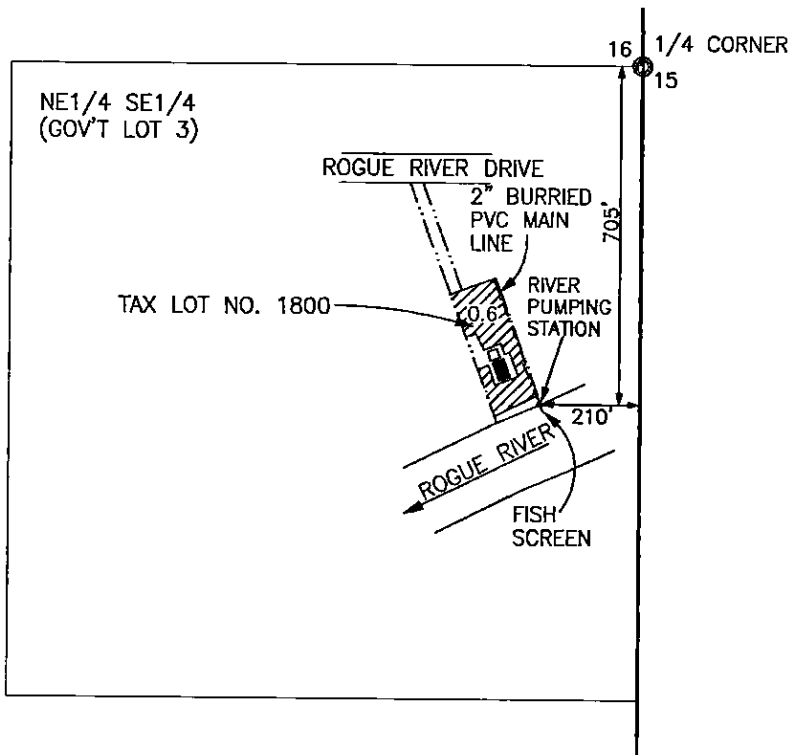 16 1/4 CORNER
15
NE1/4 SE1/4
(GOV'T LOT 3)
ROGUE RIVER DRIVE
2" BURRIED
PVC MAIN
LINE
705'
TAX LOT NO. 1800
0.6
RIVER
PUMPING
STATION
210'
ROGUE RIVER
FISH
SCREEN